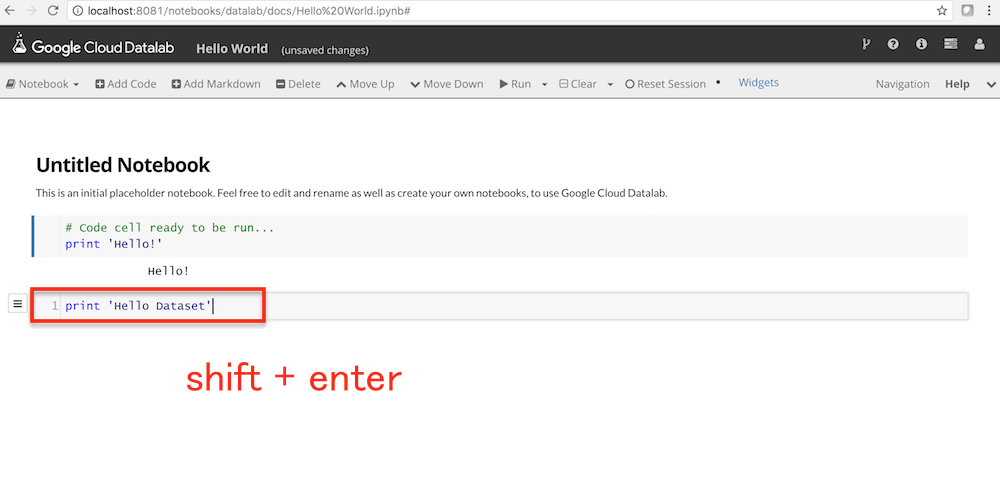 localhost:8081/notebooks/datalab/docs/Hello%20World.ipynb#
Google Cloud Datalab Hello World (unsaved changes)
Notebook Add Code Add Markdown Delete Move Up Move Down Run Clear Reset Session Widgets Navigation Help
Untitled Notebook
This is an initial placeholder notebook. Feel free to edit and rename as well as create your own notebooks, to use Google Cloud Datalab.
# Code cell ready to be run...
print 'Hello!'
Hello!
1 print 'Hello Dataset'
shift + enter